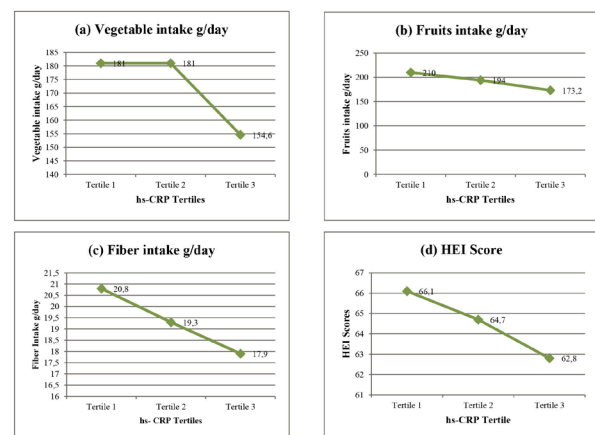 (a) Vegetable intake g/day
Vegetable intake g/day
185
180
175
170
165
160
155
150
145
140
181
181
154,6
Tertile 1 Tertile 2 Tertile 3
hs-CRP Tertiles
(b) Fruits intake g/day
Fruits intake g/day
250
200
150
100
50
0
210
194
173,2
Tertile 1 Tertile 2 Tertile 3
hs-CRP Tertiles
(c) Fiber intake g/day
Fiber Intake g/day
21,5
21
20,5
20
19,5
19
18,5
18
17,5
17
16,5
16
20,8
19,3
17,9
Tertile 1 Tertile 2 Tertile 3
hs- CRP Tertiles
(d) HEI Score
HEI Scores
67
66
65
64
63
62
61
66,1
64,7
62,8
Tertile 1 Tertile 2 Tertile 3
hs-CRP Tertile